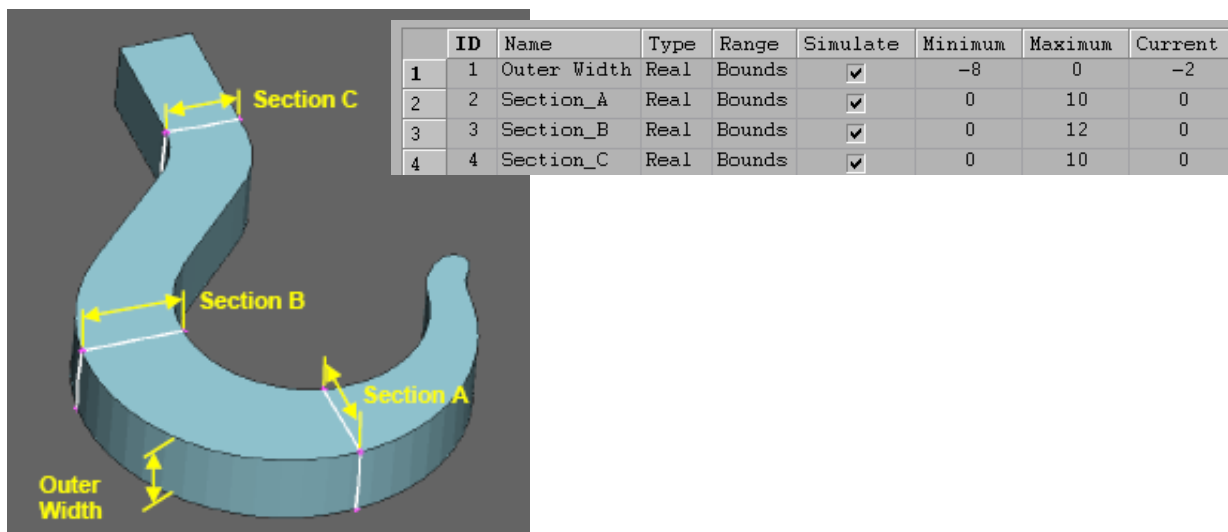 ID Name Type Range Simulate Minimum Maximum Current
1 1 Outer Width Real Bounds -8 0 -2
2 2 Section_A Real Bounds 0 10 0
3 3 Section_B Real Bounds 0 12 0
4 4 Section_C Real Bounds 0 10 0
Section C
Section B
Section A
Outer
Width